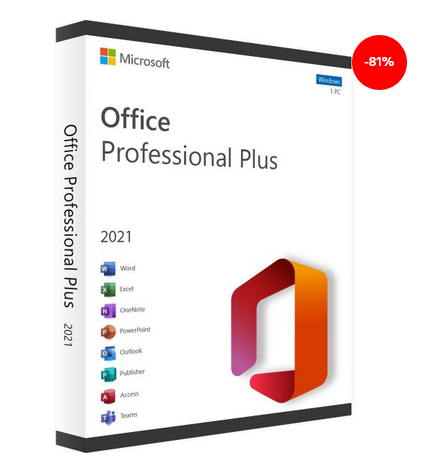 Microsoft
-81%
Windows
1 PC
Office
Professional Plus
Office Professional Plus 2021
2021
Word
Excel
OneNote
PowerPoint
Outlook
Publisher
Access
Teams